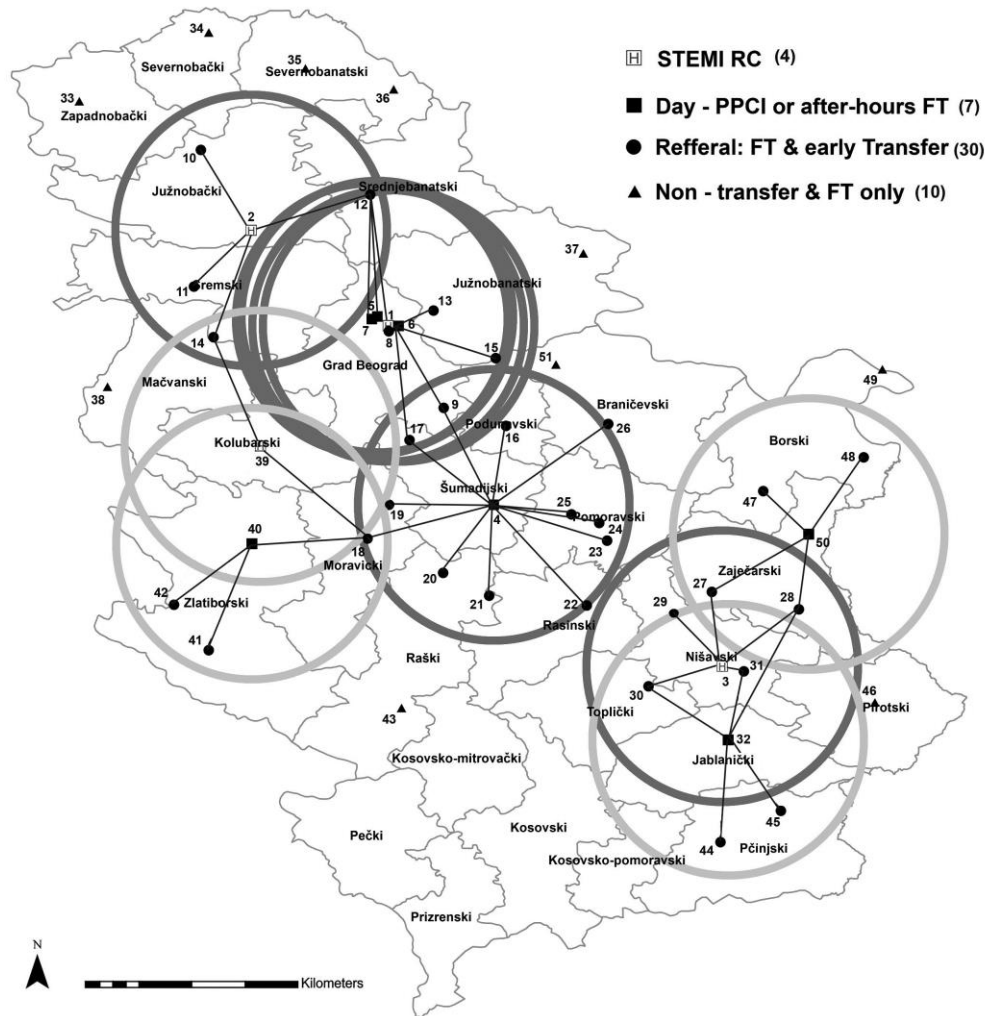 34
Severnobački
35
Severnobanatski
36
33
Zapadnobački
H STEMI RC (4)
Day - PPCI or after-hours FT (7)
Refferal: FT & early Transfer (30)
Non - transfer & FT only (10)
10
Južnobački
2
H
Srednjebanatski
12
37
11
Sremski
Južnobanatski
13
5
1
H
7
8
6
14
15
51
Grad Beograd
49
Mačvanski
38
9
Braničevski
26
17
Podunavski
16
Borski
48
Kolubarski
H
39
47
Šumadijski
4
25
Pomoravski
24
23
19
40
18
Moravički
50
Zaječarski
27
28
20
21
22
Rasinski
29
42
Zlatiborski
41
Raški
Nišavski
H
3
31
30
Toplički
46
Pirotski
43
32
Jablanički
Kosovsko-mitrovački
45
44
Pčinjski
Pečki
Kosovski
Kosovsko-pomoravski
Prizrenski
N
Kilometers